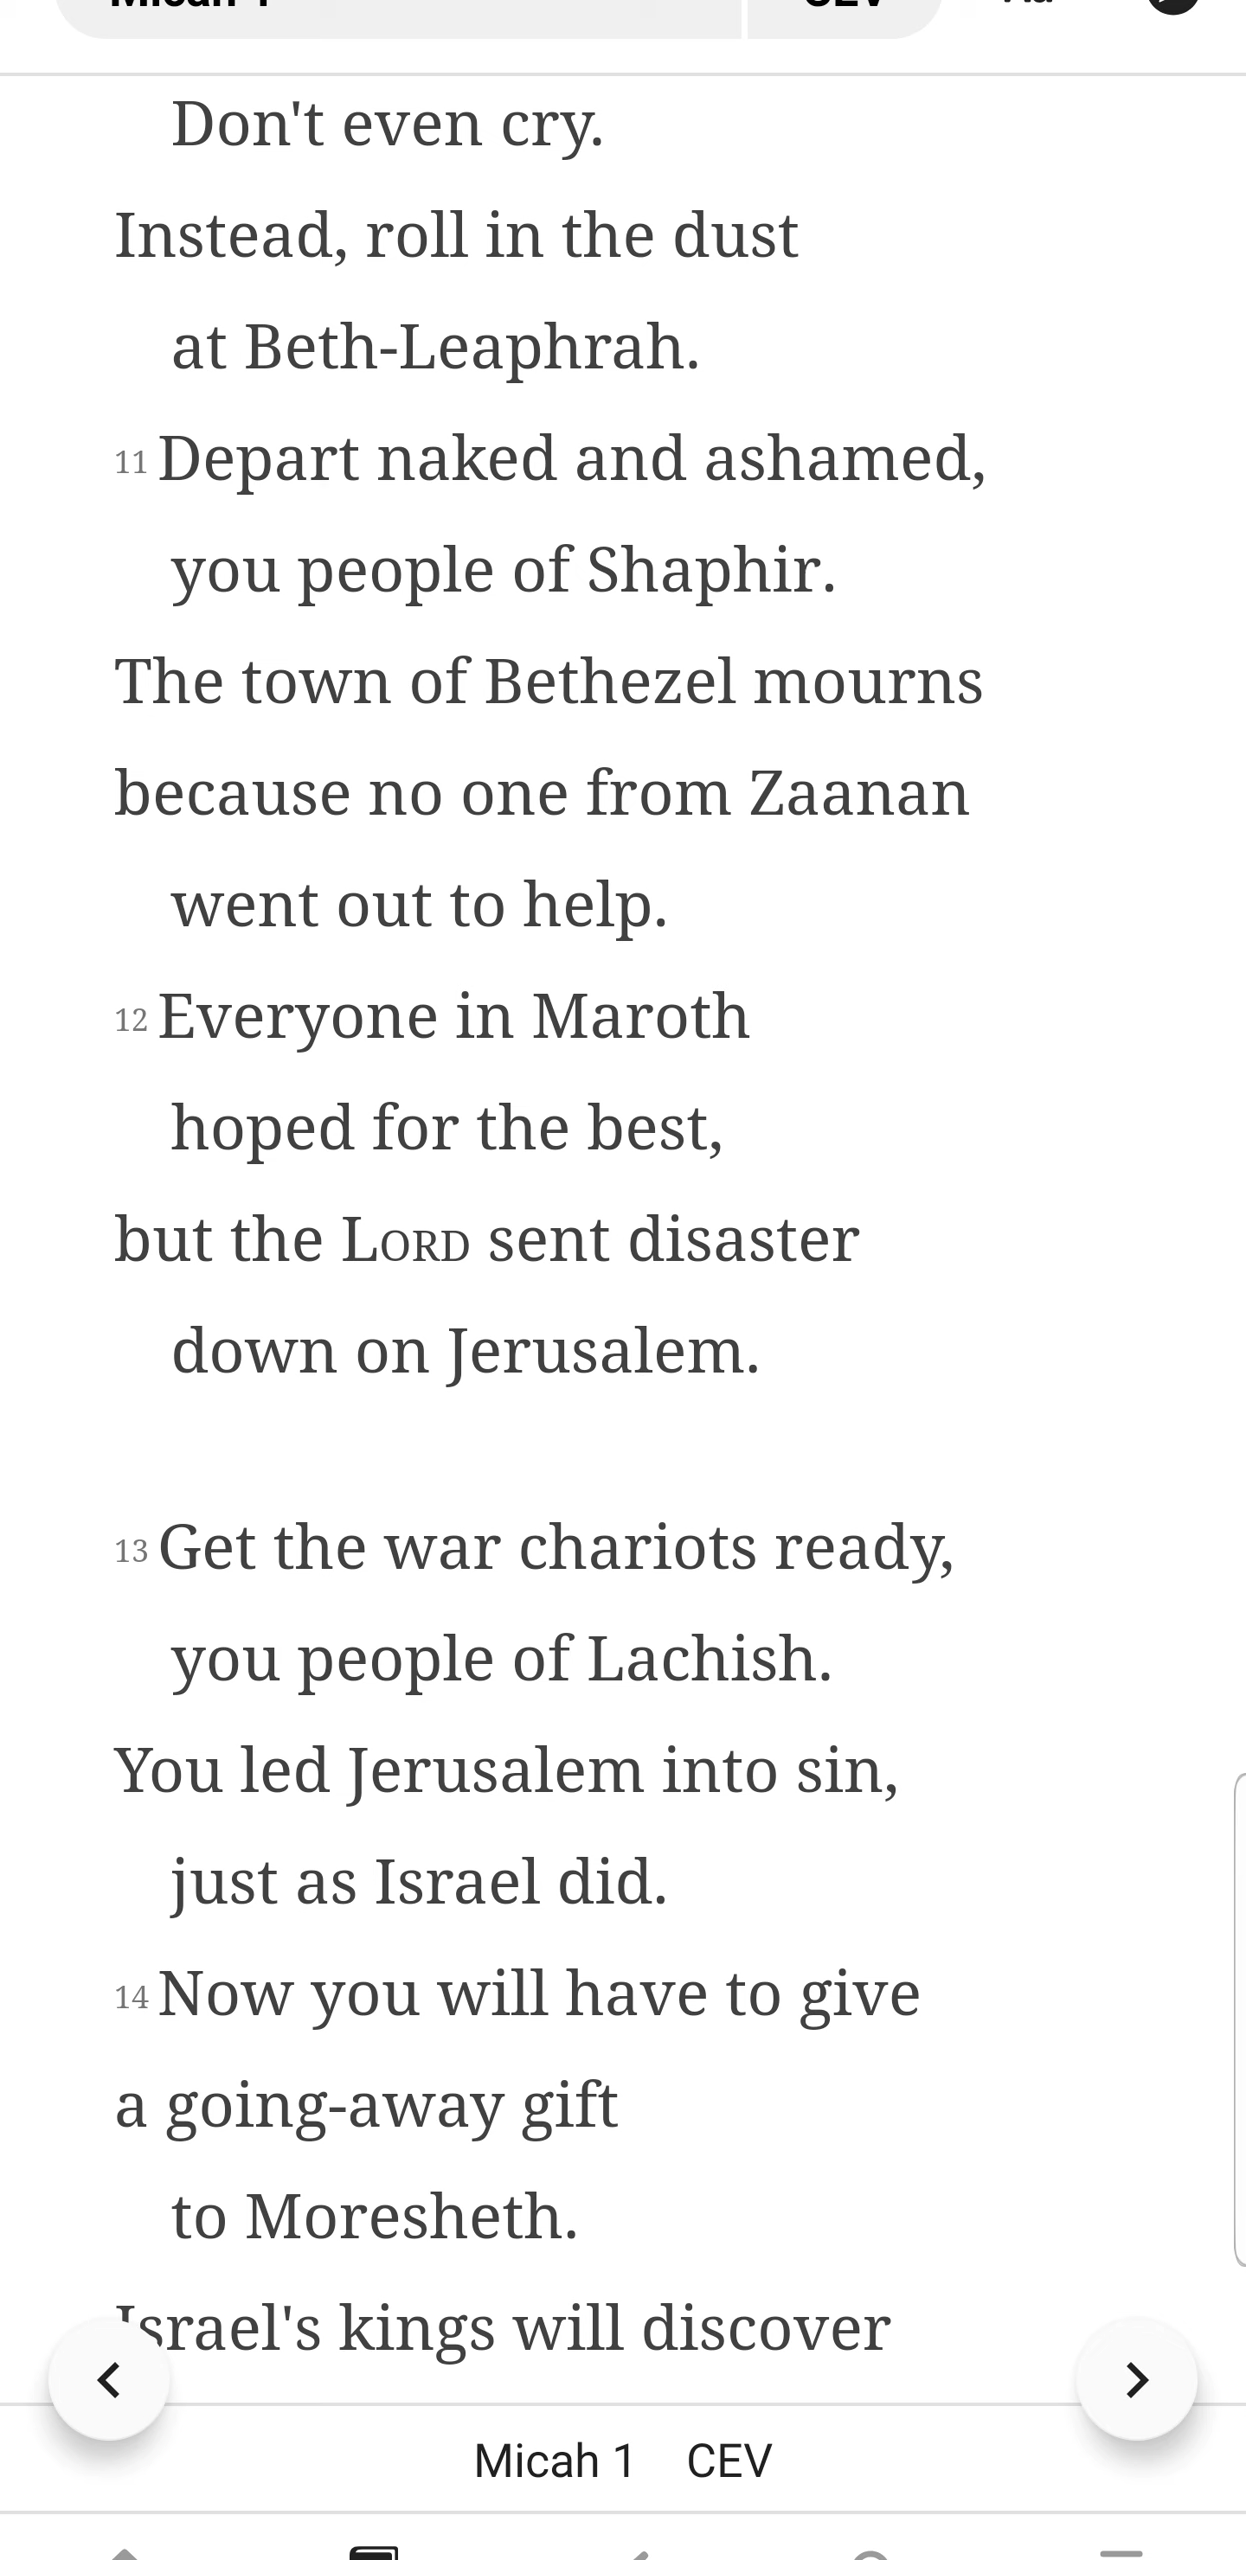 Micah 1 CEV Aa
Don't even cry.
Instead, roll in the dust
at Beth-Leaphrah.
11 Depart naked and ashamed,
you people of Shaphir.
The town of Bethezel mourns
because no one from Zaanan
went out to help.
12 Everyone in Maroth
hoped for the best,
but the LORD sent disaster
down on Jerusalem.
13 Get the war chariots ready,
you people of Lachish.
You led Jerusalem into sin,
just as Israel did.
14 Now you will have to give
a going-away gift
to Moresheth.
Israel's kings will discover
Micah 1 CEV